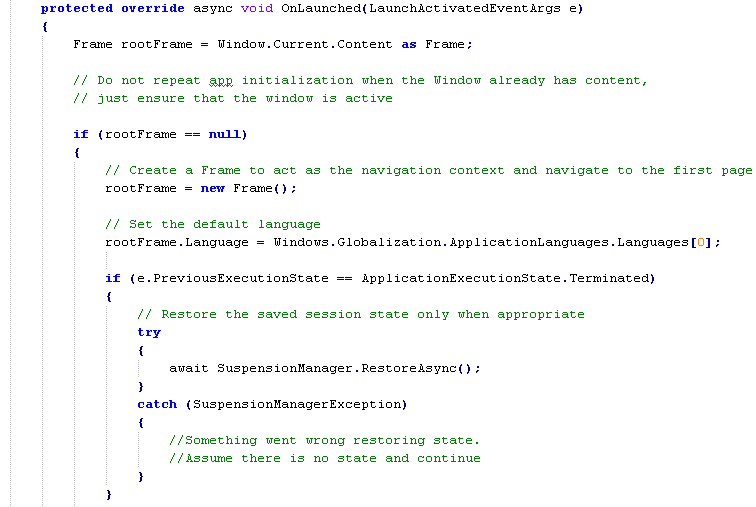 protected override async void OnLaunched(LaunchActivatedEventArgs e)
{
Frame rootFrame = Window.Current.Content as Frame;
// Do not repeat app initialization when the Window already has content,
// just ensure that the window is active
if (rootFrame == null)
{
// Create a Frame to act as the navigation context and navigate to the first page
rootFrame = new Frame();
// Set the default language
rootFrame.Language = Windows.Globalization.ApplicationLanguages.Languages[0];
if (e.PreviousExecutionState == ApplicationExecutionState.Terminated)
{
// Restore the saved session state only when appropriate
try
{
await SuspensionManager.RestoreAsync();
}
catch (SuspensionManagerException)
{
//Something went wrong restoring state.
//Assume there is no state and continue
}
}